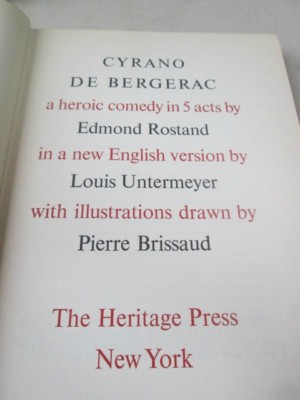 CYRANO
DE BERGERAC
a heroic comedy in 5 acts by
Edmond Rostand
in a new English version by
Louis Untermeyer
with illustrations drawn by
Pierre Brissaud
The Heritage Press
New York